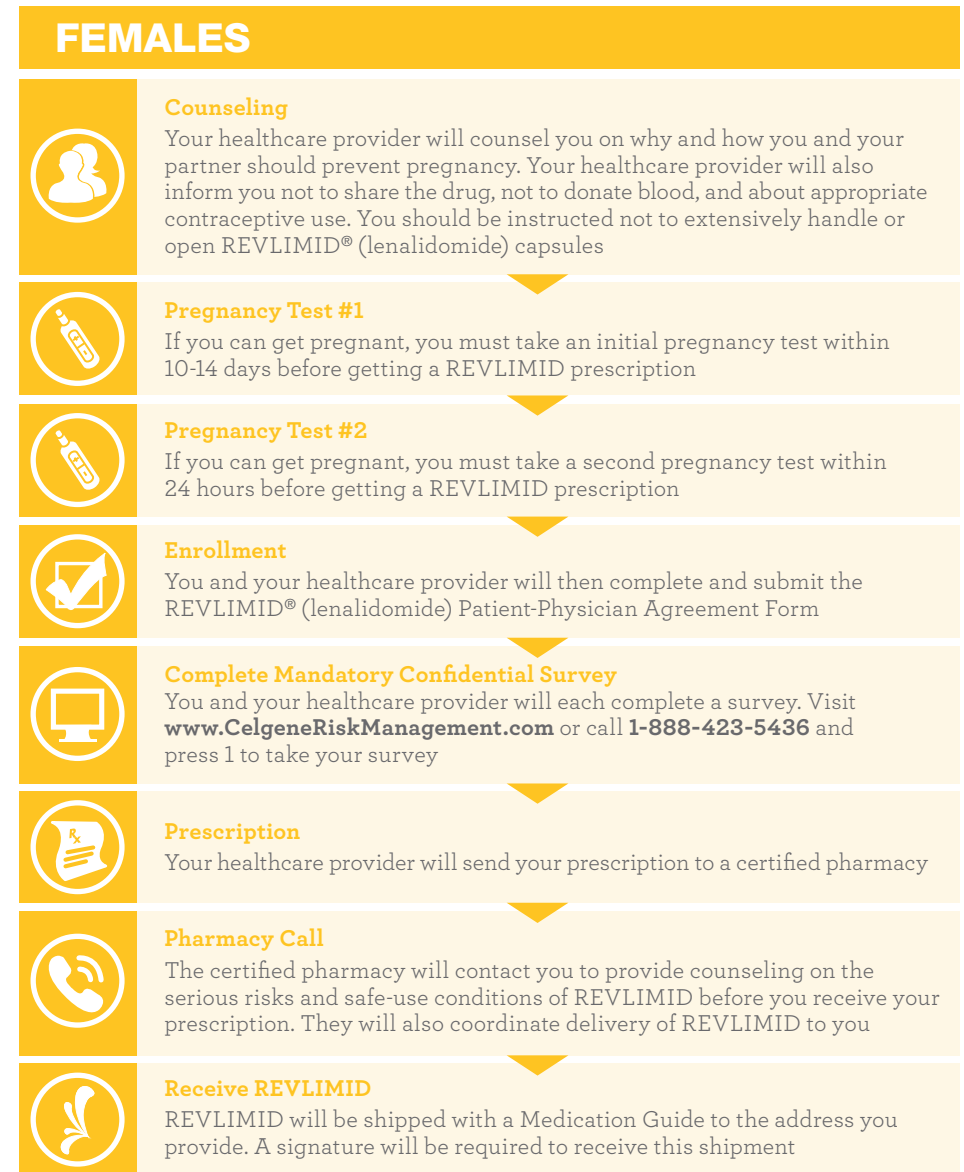 FEMALES
Counseling
Your healthcare provider will counsel you on why and how you and your
partner should prevent pregnancy. Your healthcare provider will also
inform you not to share the drug, not to donate blood, and about appropriate
contraceptive use. You should be instructed not to extensively handle or
open REVLIMID® (lenalidomide) capsules
Pregnancy Test #1
If you can get pregnant, you must take an initial pregnancy test within
10-14 days before getting a REVLIMID prescription
Pregnancy Test #2
If you can get pregnant, you must take a second pregnancy test within
24 hours before getting a REVLIMID prescription
Enrollment
You and your healthcare provider will then complete and submit the
REVLIMID® (lenalidomide) Patient-Physician Agreement Form
Complete Mandatory Confidential Survey
You and your healthcare provider will each complete a survey. Visit
www.CelgeneRiskManagement.com or call 1-888-423-5436 and
press 1 to take your survey
Rx
Prescription
Your healthcare provider will send your prescription to a certified pharmacy
Pharmacy Call
The certified pharmacy will contact you to provide counseling on the
serious risks and safe-use conditions of REVLIMID before you receive your
prescription. They will also coordinate delivery of REVLIMID to you
Receive REVLIMID
REVLIMID will be shipped with a Medication Guide to the address you
provide. A signature will be required to receive this shipment